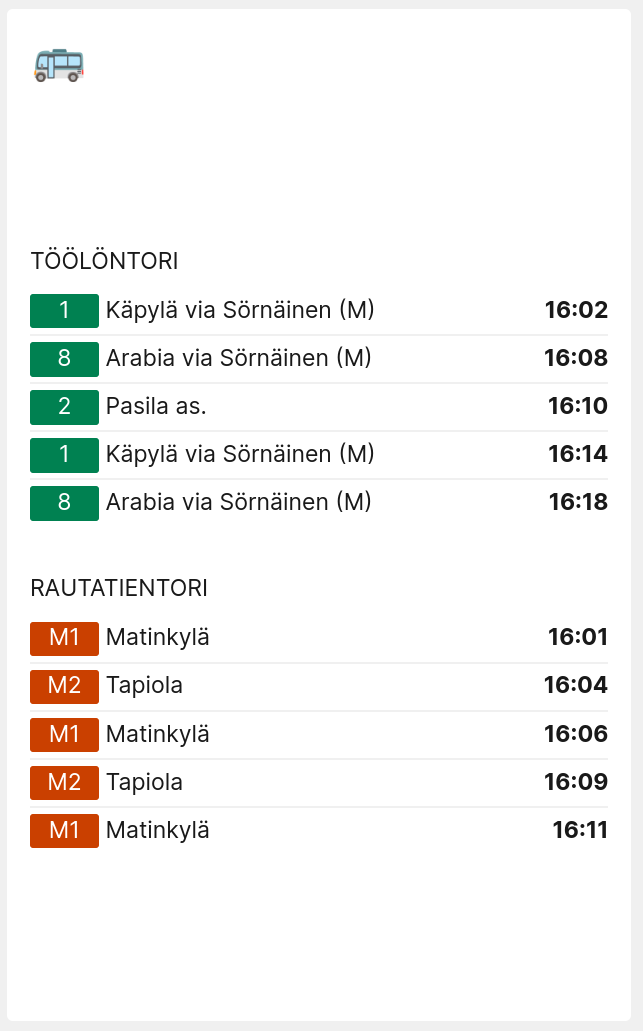 TÖÖLÖNTORI
1 Käpylä via Sörnäinen (M) 16:02
8 Arabia via Sörnäinen (M) 16:08
2 Pasila as. 16:10
1 Käpylä via Sörnäinen (M) 16:14
8 Arabia via Sörnäinen (M) 16:18
RAUTATIENTORI
M1 Matinkylä 16:01
M2 Tapiola 16:04
M1 Matinkylä 16:06
M2 Tapiola 16:09
M1 Matinkylä 16:11